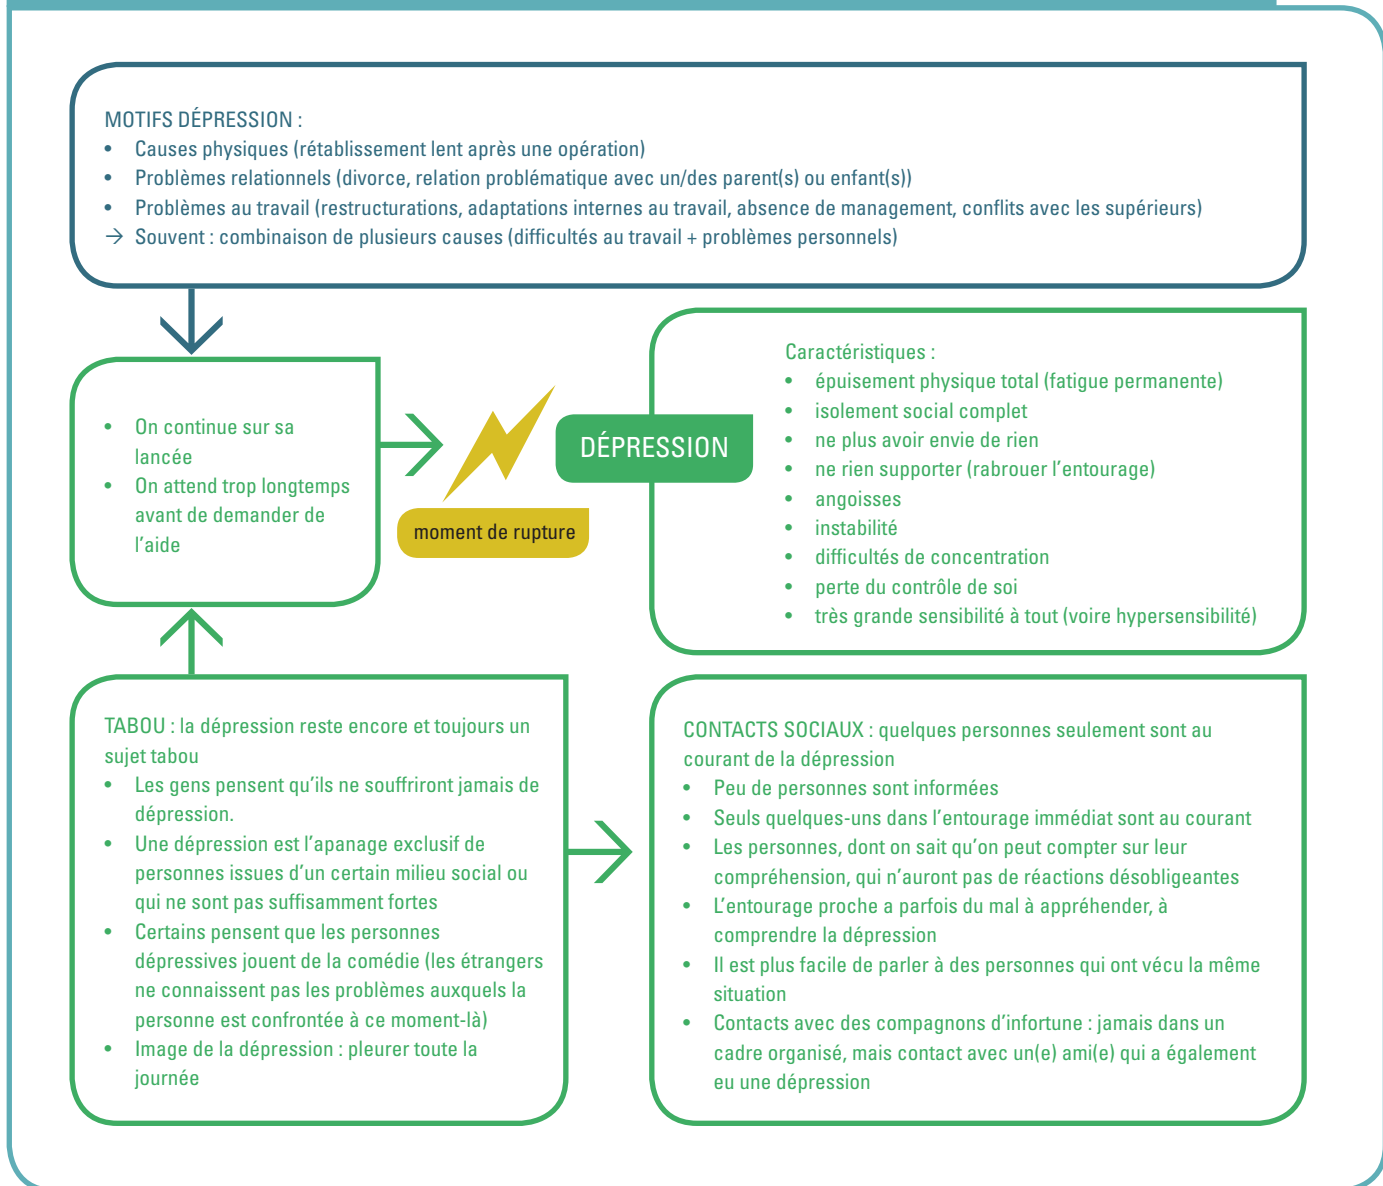 MOTIFS DÉPRESSION :
• Causes physiques (rétablissement lent après une opération)
• Problèmes relationnels (divorce, relation problématique avec un/des parent(s) ou enfant(s))
• Problèmes au travail (restructurations, adaptations internes au travail, absence de management, conflits avec les supérieurs)
→ Souvent : combinaison de plusieurs causes (difficultés au travail + problèmes personnels)
• On continue sur sa
lancée
• On attend trop longtemps
avant de demander de
l'aide
moment de rupture
DÉPRESSION
Caractéristiques :
• épuisement physique total (fatigue permanente)
• isolement social complet
• ne plus avoir envie de rien
• ne rien supporter (rabrouer l'entourage)
• angoisses
• instabilité
• difficultés de concentration
• perte du contrôle de soi
• très grande sensibilité à tout (voire hypersensibilité)
TABOU : la dépression reste encore et toujours un
sujet tabou
• Les gens pensent qu'ils ne souffriront jamais de
dépression.
• Une dépression est l'apanage exclusif de
personnes issues d'un certain milieu social ou
qui ne sont pas suffisamment fortes
• Certains pensent que les personnes
dépressives jouent de la comédie (les étrangers
ne connaissent pas les problèmes auxquels la
personne est confrontée à ce moment-là)
• Image de la dépression : pleurer toute la
journée
CONTACTS SOCIAUX : quelques personnes seulement sont au
courant de la dépression
• Peu de personnes sont informées
• Seuls quelques-uns dans l'entourage immédiat sont au courant
• Les personnes, dont on sait qu'on peut compter sur leur
compréhension, qui n'auront pas de réactions désobligeantes
• L'entourage proche a parfois du mal à appréhender, à
comprendre la dépression
• Il est plus facile de parler à des personnes qui ont vécu la même
situation
• Contacts avec des compagnons d'infortune : jamais dans un
cadre organisé, mais contact avec un(e) ami(e) qui a également
eu une dépression